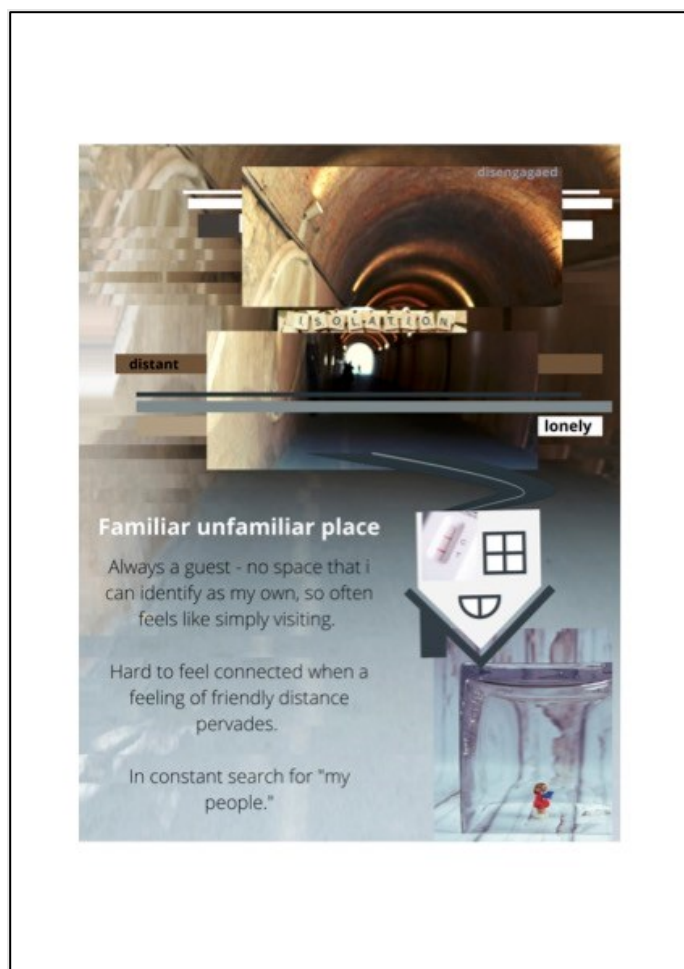 disengagaed
ISOLATION
distant
lonely
Familiar unfamiliar place
Always a guest - no space that i
can identify as my own, so often
feels like simply visiting.
Hard to feel connected when a
feeling of friendly distance
pervades.
In constant search for "my
people."